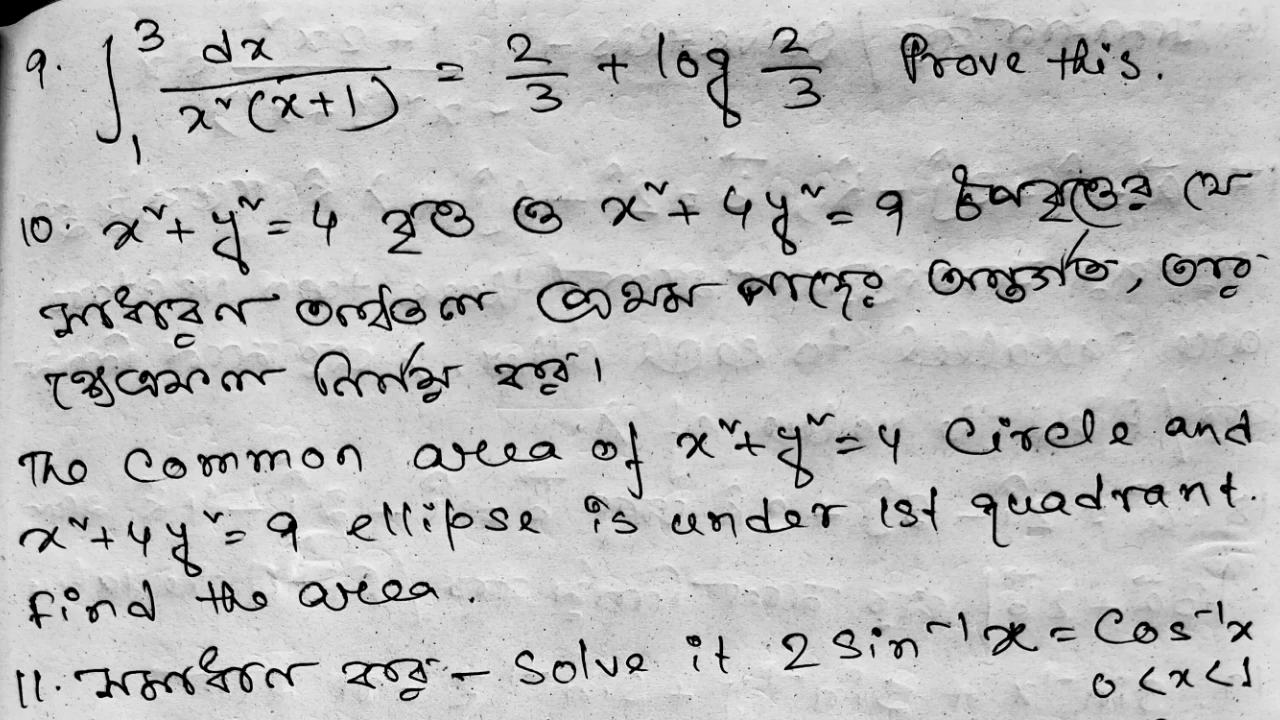 9. ∫₁³ dx / x²(x+1) = 2/3 + log 2/3 Prove this.
10. x² + y² = 4 বৃত্ত ও x² + 4y² = 9 উপবৃত্তের যে
সাধারণ অঞ্চল প্রথম পাদের অন্তর্গত, তার
ক্ষেত্রফল নির্ণয় কর।
The common area of x² + y² = 4 Circle and
x² + 4y² = 9 ellipse is under 1st quadrant.
Find the area.
11. সমাধান কর – Solve it 2 Sin⁻¹x = Cos⁻¹x
0 < x < 1